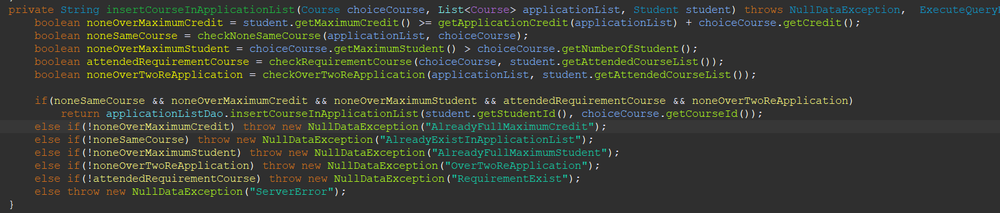 private String insertCourseInApplicationList(Course choiceCourse, List<Course> applicationList, Student student) throws NullDataException,
boolean noneOverMaximumCredit = student.getMaximumCredit() >= getApplicationCredit(applicationList) + choiceCourse.getCredit();
boolean noneSameCourse = checkNoneSameCourse(applicationList, choiceCourse);
boolean noneOverMaximumStudent = choiceCourse.getMaximumStudent() > choiceCourse.getNumberOfStudent();
boolean attendedRequirementCourse = checkRequirementCourse(choiceCourse, student.getAttendedCourseList());
boolean noneOverTwoReApplication = checkOverTwoReApplication(applicationList, student.getAttendedCourseList());
if(noneSameCourse && noneOverMaximumCredit && noneOverMaximumStudent && attendedRequirementCourse && noneOverTwoReApplication)
return applicationListDao.insertCourseInApplicationList(student.getStudentId(), choiceCourse.getCourseId());
else if(!noneOverMaximumCredit) throw new NullDataException("AlreadyFullMaximumCredit");
else if(!noneSameCourse) throw new NullDataException("AlreadyExistInApplicationList");
else if(!noneOverMaximumStudent) throw new NullDataException("AlreadyFullMaximumStudent");
else if(!noneOverTwoReApplication) throw new NullDataException("OverTwoReApplication");
else if(!attendedRequirementCourse) throw new NullDataException("RequirementExist");
else throw new NullDataException("ServerError");
}